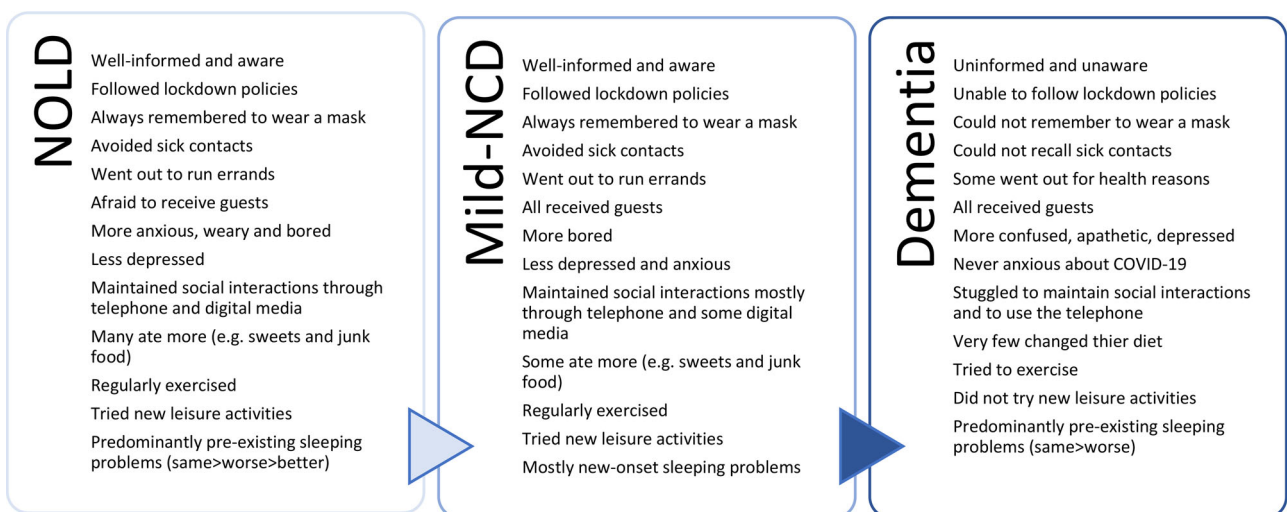 NOLD
Well-informed and aware
Followed lockdown policies
Always remembered to wear a mask
Avoided sick contacts
Went out to run errands
Afraid to receive guests
More anxious, weary and bored
Less depressed
Maintained social interactions through
telephone and digital media
Many ate more (e.g. sweets and junk
food)
Regularly exercised
Tried new leisure activities
Predominantly pre-existing sleeping
problems (same>worse>better)
Mild-NCD
Well-informed and aware
Followed lockdown policies
Always remembered to wear a mask
Avoided sick contacts
Went out to run errands
All received guests
More bored
Less depressed and anxious
Maintained social interactions mostly
through telephone and some digital
media
Some ate more (e.g. sweets and junk
food)
Regularly exercised
Tried new leisure activities
Mostly new-onset sleeping problems
Dementia
Uninformed and unaware
Unable to follow lockdown policies
Could not remember to wear a mask
Could not recall sick contacts
Some went out for health reasons
All received guests
More confused, apathetic, depressed
Never anxious about COVID-19
Stuggled to maintain social interactions
and to use the telephone
Very few changed thier diet
Tried to exercise
Did not try new leisure activities
Predominantly pre-existing sleeping
problems (same>worse)